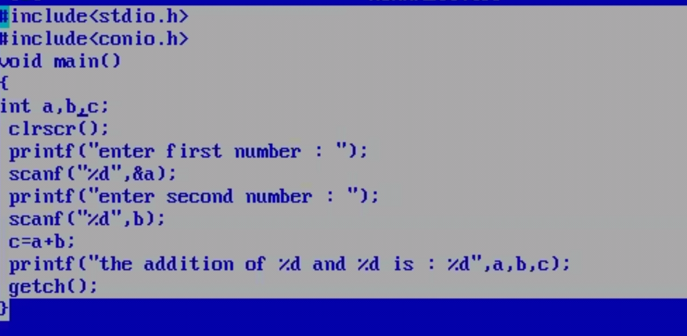 #include<stdio.h>
#include<conio.h>
void main()
{
int a,b,c;
clrscr();
printf("enter first number : ");
scanf("%d",&a);
printf("enter second number : ");
scanf("%d",b);
c=a+b;
printf("the addition of %d and %d is : %d",a,b,c);
getch();
}